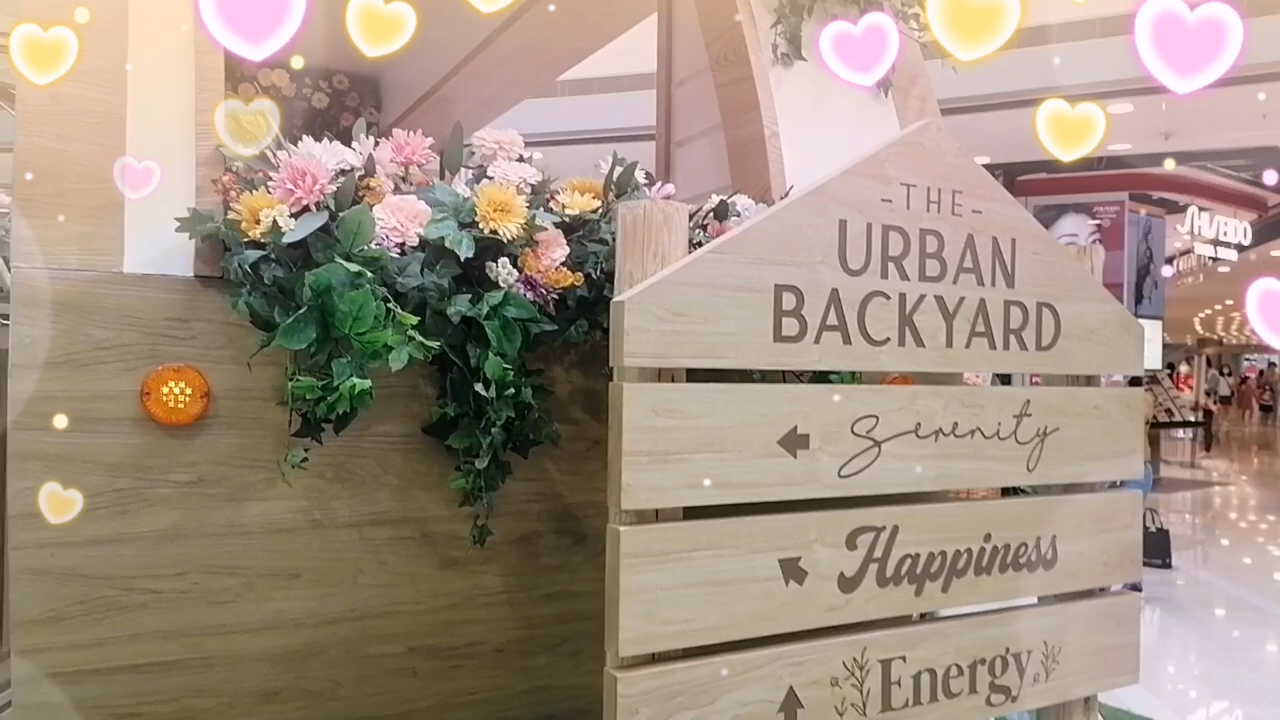 -THE-
URBAN
BACKYARD
Serenity
Happiness
Energy
SHISEIDO